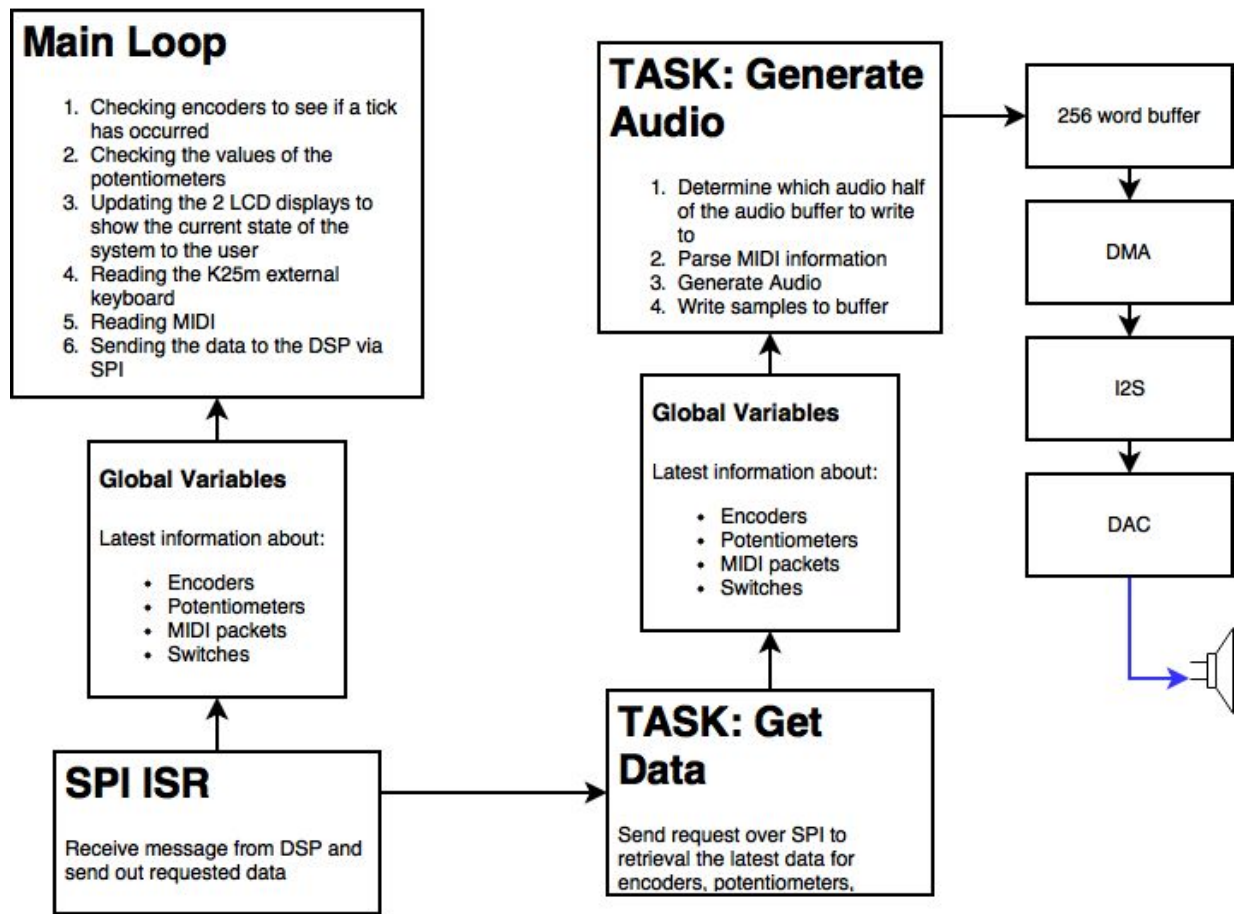 Main Loop
1. Checking encoders to see if a tick
has occurred
2. Checking the values of the
potentiometers
3. Updating the 2 LCD displays to
show the current state of the
system to the user
4. Reading the K25m external
keyboard
5. Reading MIDI
6. Sending the data to the DSP via
SPI
Global Variables
Latest information about:
• Encoders
• Potentiometers
• MIDI packets
• Switches
SPI ISR
Receive message from DSP and
send out requested data
TASK: Generate
Audio
1. Determine which audio half
of the audio buffer to write
to
2. Parse MIDI information
3. Generate Audio
4. Write samples to buffer
Global Variables
Latest information about:
• Encoders
• Potentiometers
• MIDI packets
• Switches
TASK: Get
Data
Send request over SPI to
retrieval the latest data for
encoders, potentiometers,
256 word buffer
DMA
I2S
DAC